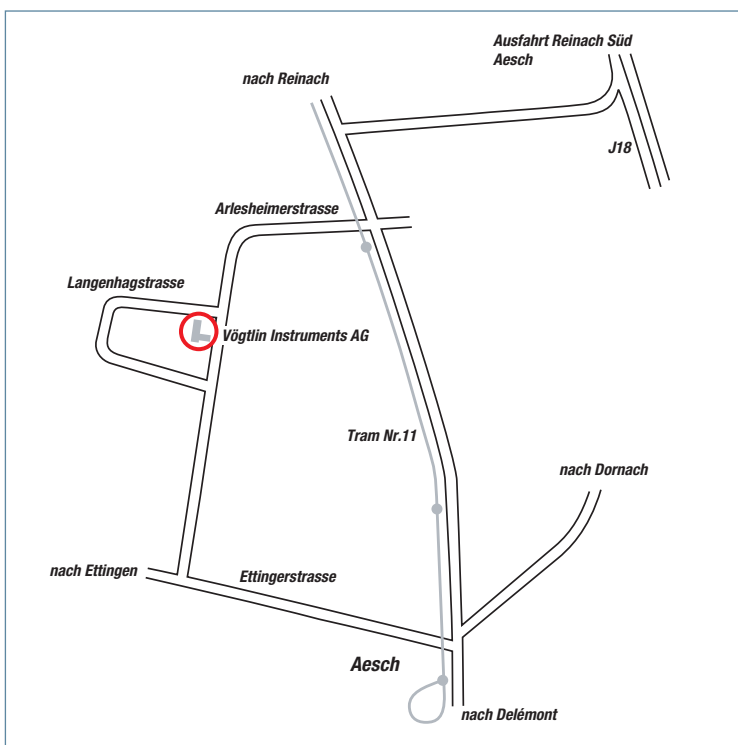 Ausfahrt Reinach Süd
Aesch
nach Reinach
J18
Arlesheimerstrasse
Langenhagstrasse
Vögtlin Instruments AG
Tram Nr.11
nach Dornach
nach Ettingen
Ettingerstrasse
Aesch
nach Delémont